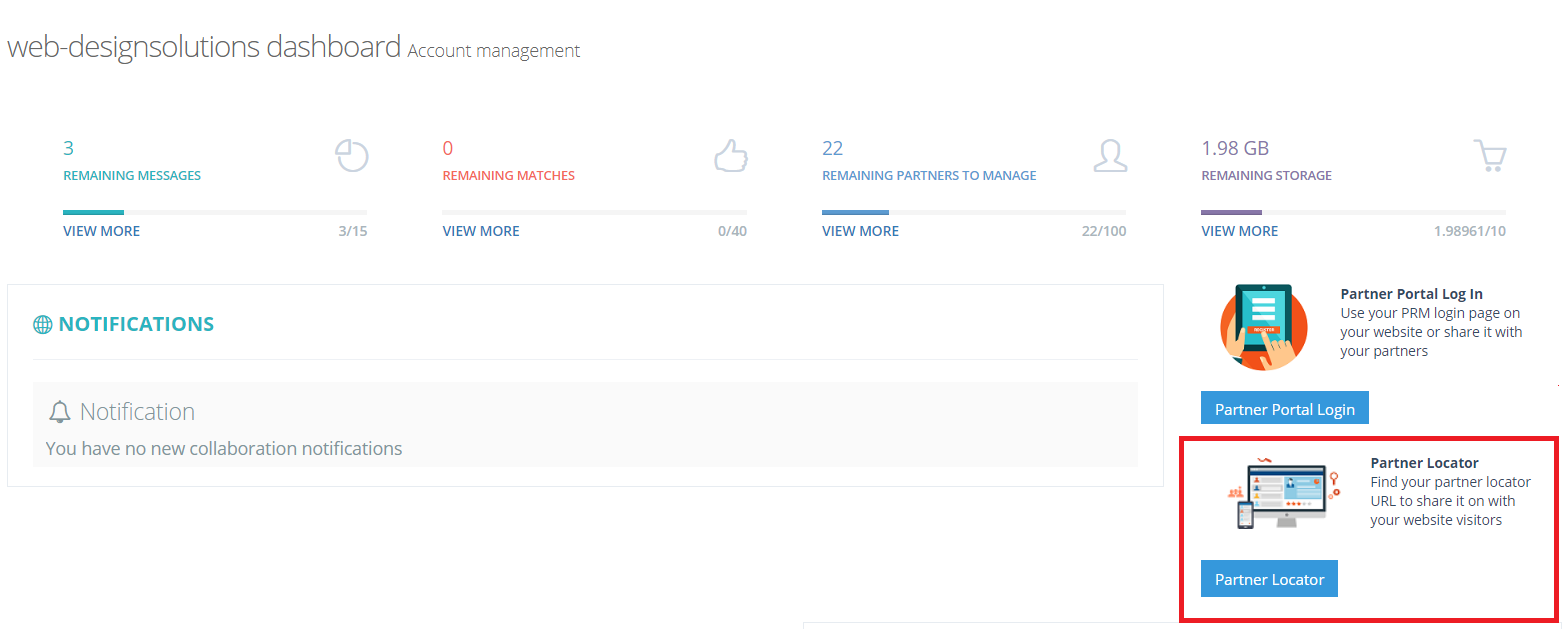 web-designsolutions dashboard Account management
3
REMAINING MESSAGES
VIEW MORE 3/15
0
REMAINING MATCHES
VIEW MORE 0/40
22
REMAINING PARTNERS TO MANAGE
VIEW MORE 22/100
1.98 GB
REMAINING STORAGE
VIEW MORE 1.98961/10
NOTIFICATIONS
Notification
You have no new collaboration notifications
Partner Portal Log In
Use your PRM login page on
your website or share it with
your partners
REGISTER
Partner Portal Login
Partner Locator
Find your partner locator
URL to share it on with
your website visitors
Partner Locator